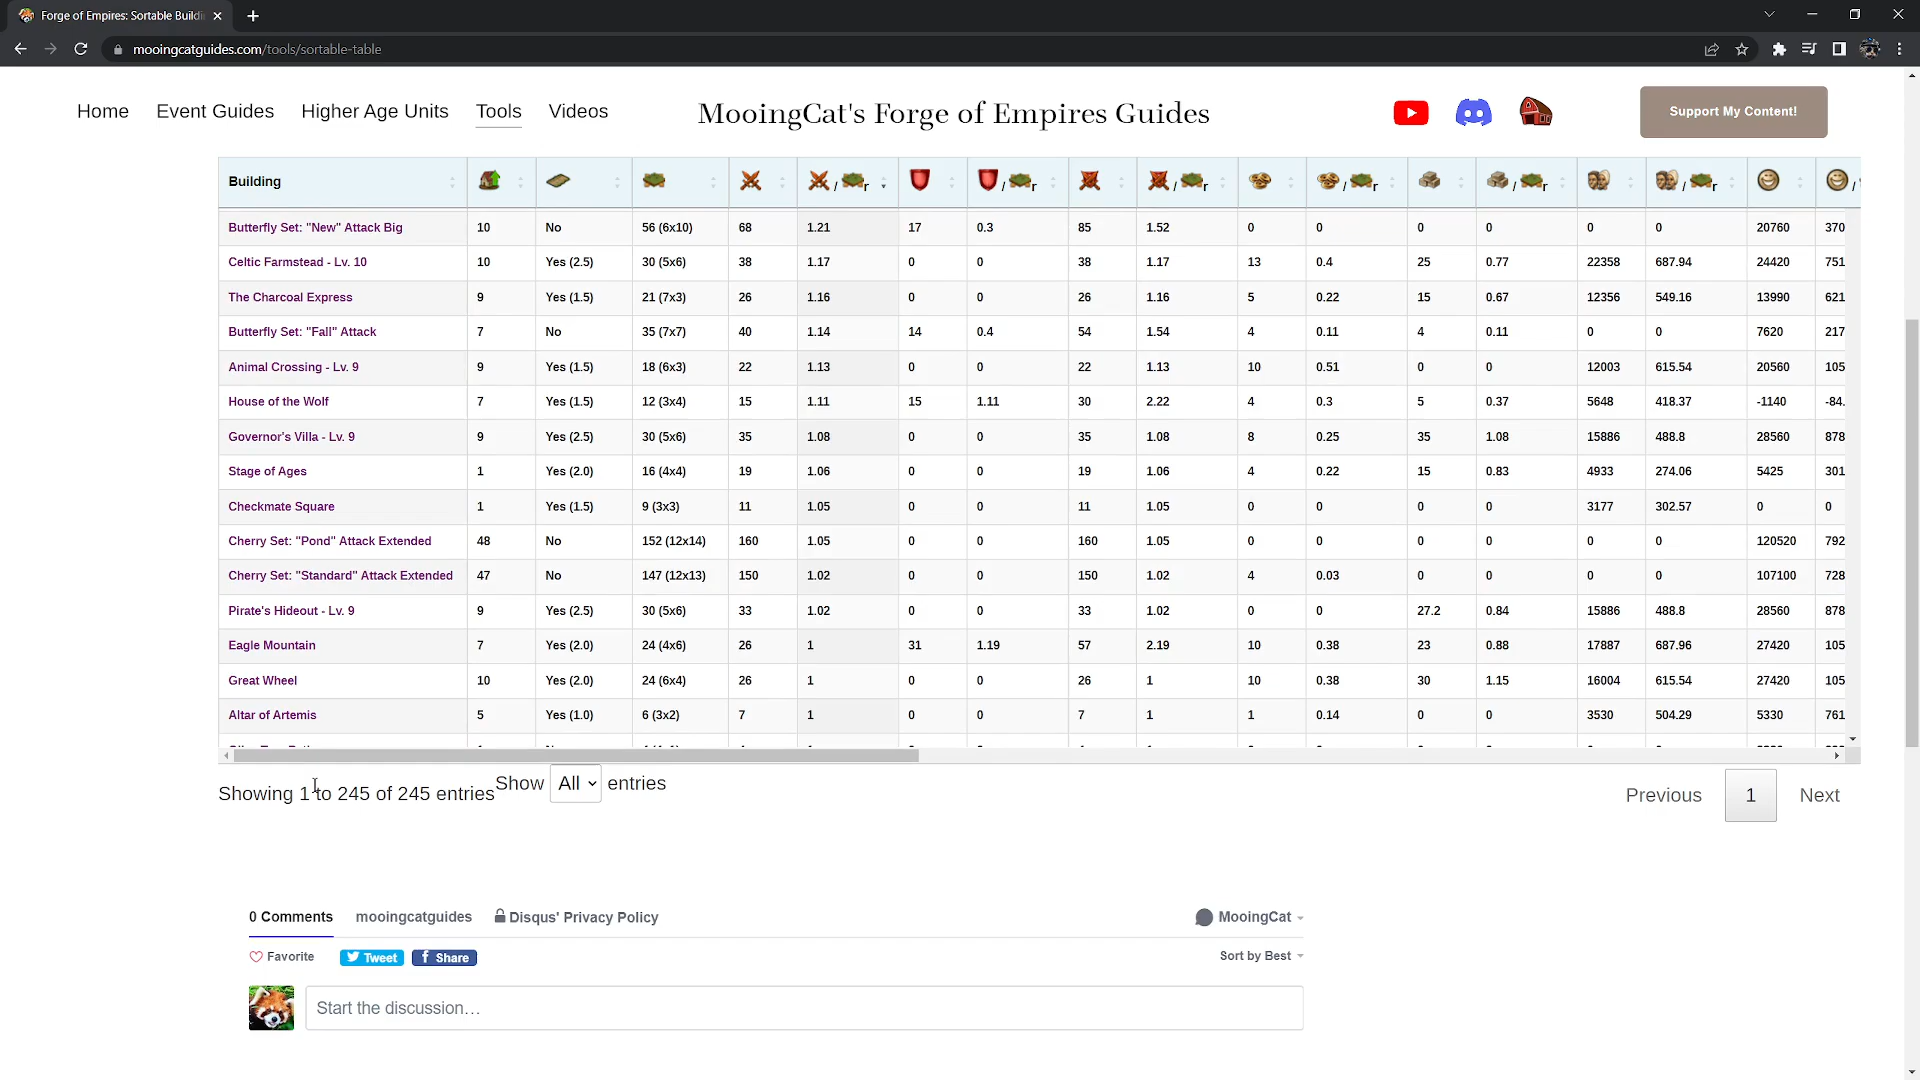 Forge of Empires: Sortable Buildi
mooingcatguides.com/tools/sortable-table
Home Event Guides Higher Age Units Tools Videos MooingCat's Forge of Empires Guides Support My Content!
Building / r / r / r / r / r / r /
Butterfly Set: "New" Attack Big 10 No 56 (6x10) 68 1.21 17 0.3 85 1.52 0 0 0 0 0 0 20760 370
Celtic Farmstead - Lv. 10 10 Yes (2.5) 30 (5x6) 38 1.17 0 0 38 1.17 13 0.4 25 0.77 22358 687.94 24420 751
The Charcoal Express 9 Yes (1.5) 21 (7x3) 26 1.16 0 0 26 1.16 5 0.22 15 0.67 12356 549.16 13990 621
Butterfly Set: "Fall" Attack 7 No 35 (7x7) 40 1.14 14 0.4 54 1.54 4 0.11 4 0.11 0 0 7620 217
Animal Crossing - Lv. 9 9 Yes (1.5) 18 (6x3) 22 1.13 0 0 22 1.13 10 0.51 0 0 12003 615.54 20560 105
House of the Wolf 7 Yes (1.5) 12 (3x4) 15 1.11 15 1.11 30 2.22 4 0.3 5 0.37 5648 418.37 -1140 -84.
Governor's Villa - Lv. 9 9 Yes (2.5) 30 (5x6) 35 1.08 0 0 35 1.08 8 0.25 35 1.08 15886 488.8 28560 878
Stage of Ages 1 Yes (2.0) 16 (4x4) 19 1.06 0 0 19 1.06 4 0.22 15 0.83 4933 274.06 5425 301
Checkmate Square 1 Yes (1.5) 9 (3x3) 11 1.05 0 0 11 1.05 0 0 0 0 3177 302.57 0 0
Cherry Set: "Pond" Attack Extended 48 No 152 (12x14) 160 1.05 0 0 160 1.05 0 0 0 0 0 0 120520 792
Cherry Set: "Standard" Attack Extended 47 No 147 (12x13) 150 1.02 0 0 150 1.02 4 0.03 0 0 0 0 107100 728
Pirate's Hideout - Lv. 9 9 Yes (2.5) 30 (5x6) 33 1.02 0 0 33 1.02 0 0 27.2 0.84 15886 488.8 28560 878
Eagle Mountain 7 Yes (2.0) 24 (4x6) 26 1 31 1.19 57 2.19 10 0.38 23 0.88 17887 687.96 27420 105
Great Wheel 10 Yes (2.0) 24 (6x4) 26 1 0 0 26 1 10 0.38 30 1.15 16004 615.54 27420 105
Altar of Artemis 5 Yes (1.0) 6 (3x2) 7 1 0 0 7 1 1 0.14 0 0 3530 504.29 5330 761
Showing 1 to 245 of 245 entries Show All entries Previous 1 Next
0 Comments mooingcatguides Disqus' Privacy Policy MooingCat
Favorite Tweet Share Sort by Best
Start the discussion…